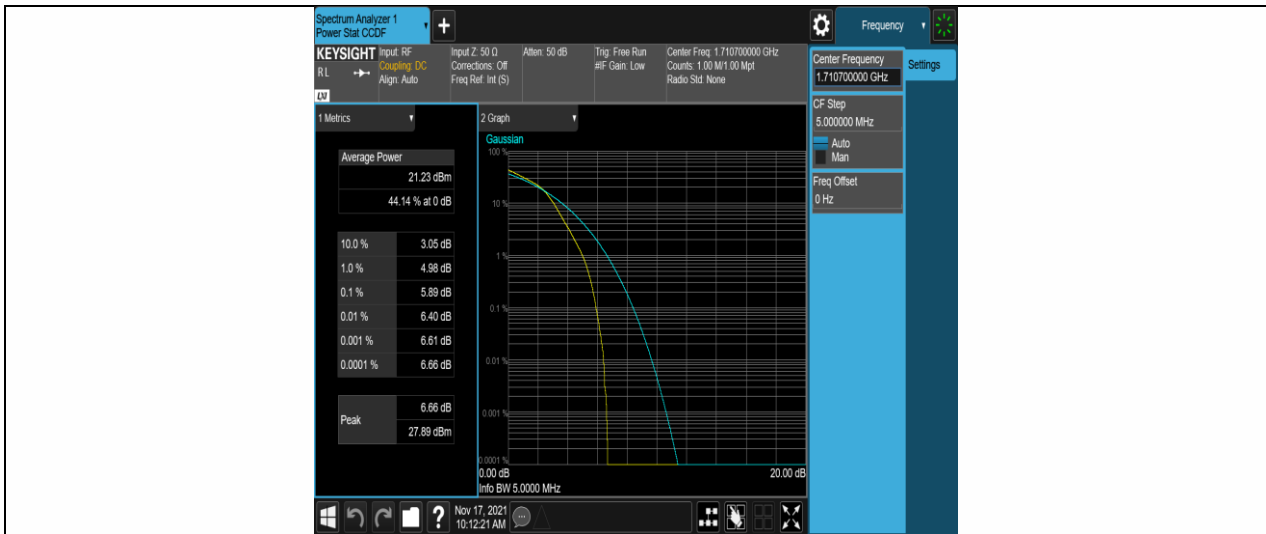 Spectrum Analyzer 1
Power Stat CCDF
+
Frequency
KEYSIGHT
RL
LXI
Input: RF
Coupling: DC
Align: Auto
Input Z: 50 Ω
Corrections: Off
Freq Ref: Int (S)
Atten: 50 dB
Trig: Free Run
#IF Gain: Low
Center Freq: 1.710700000 GHz
Counts: 1.00 M/1.00 Mpt
Radio Std: None
Center Frequency
1.710700000 GHz
Settings
CF Step
5.000000 MHz
Auto
Man
Freq Offset
0 Hz
1 Metrics
Average Power
21.23 dBm
44.14 % at 0 dB
10.0 % 3.05 dB
1.0 % 4.98 dB
0.1 % 5.89 dB
0.01 % 6.40 dB
0.001 % 6.61 dB
0.0001 % 6.66 dB
Peak
6.66 dB
27.89 dBm
2 Graph
Gaussian
100 %
10 %
1 %
0.1 %
0.01 %
0.001 %
0.0001 %
0.00 dB 20.00 dB
Info BW 5.0000 MHz
?
Nov 17, 2021
10:12:21 AM